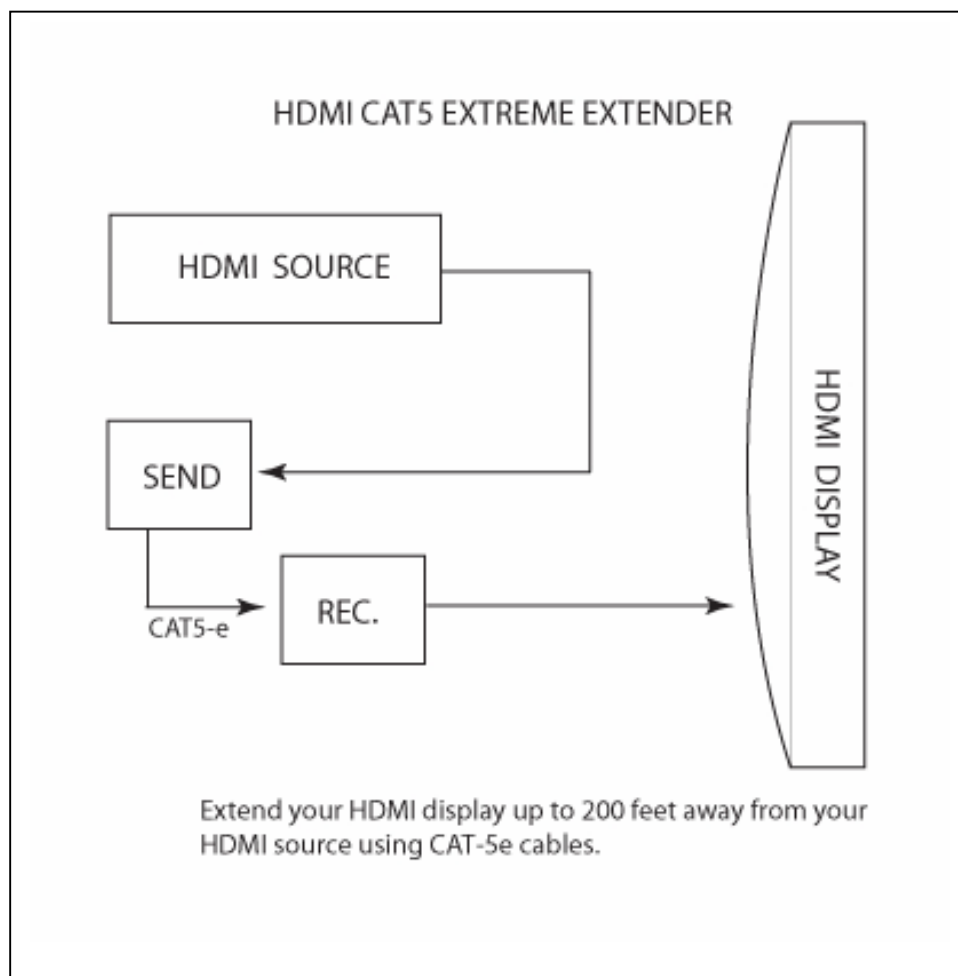 HDMI CAT5 EXTREME EXTENDER
HDMI SOURCE
HDMI DISPLAY
SEND
REC.
CAT5-e
Extend your HDMI display up to 200 feet away from your
HDMI source using CAT-5e cables.